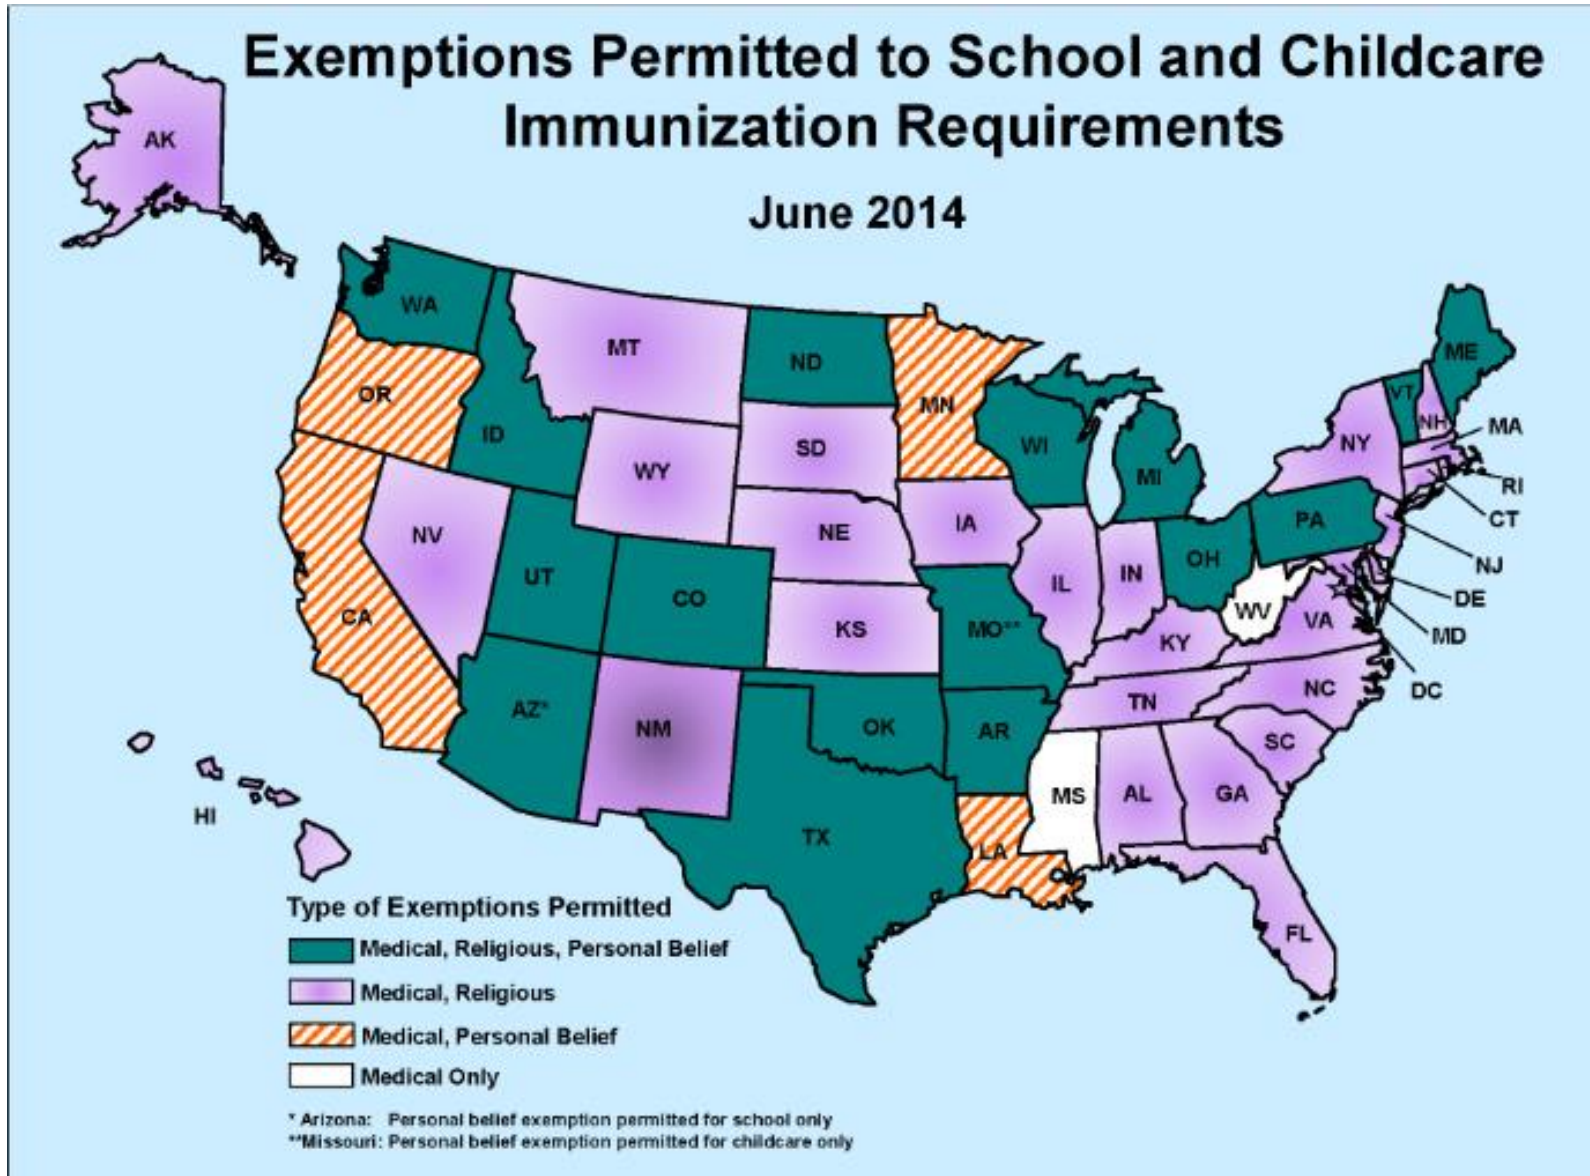 Exemptions Permitted to School and Childcare
Immunization Requirements
June 2014
AK
WA
MT
ND
MN
ME
VT
NH
MA
OR
ID
SD
WI
NY
WY
MI
RI
CT
NV
NE
IA
PA
NJ
UT
CO
IL
IN
OH
DE
CA
KS
MO**
WV
VA
MD
KY
DC
AZ*
NM
OK
AR
TN
NC
SC
HI
TX
LA
MS
AL
GA
FL
Type of Exemptions Permitted
Medical, Religious, Personal Belief
Medical, Religious
Medical, Personal Belief
Medical Only
* Arizona: Personal belief exemption permitted for school only
**Missouri: Personal belief exemption permitted for childcare only